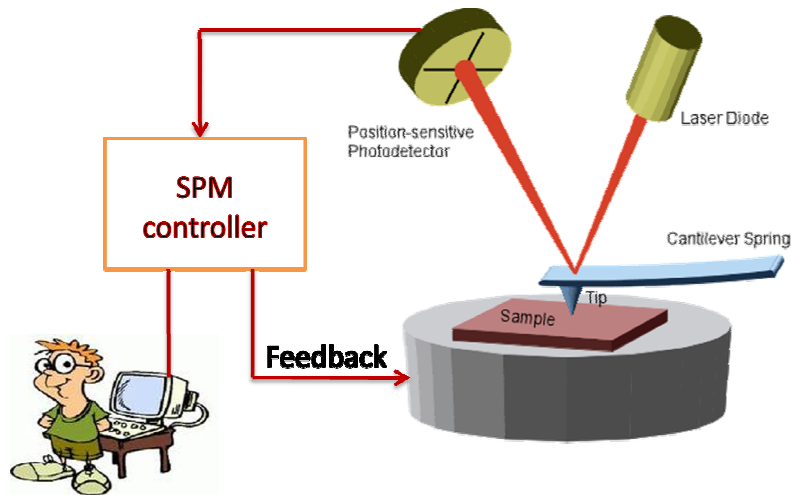 Position-sensitive
Photodetector
Laser Diode
SPM
controller
Cantilever Spring
Tip
Sample
Feedback